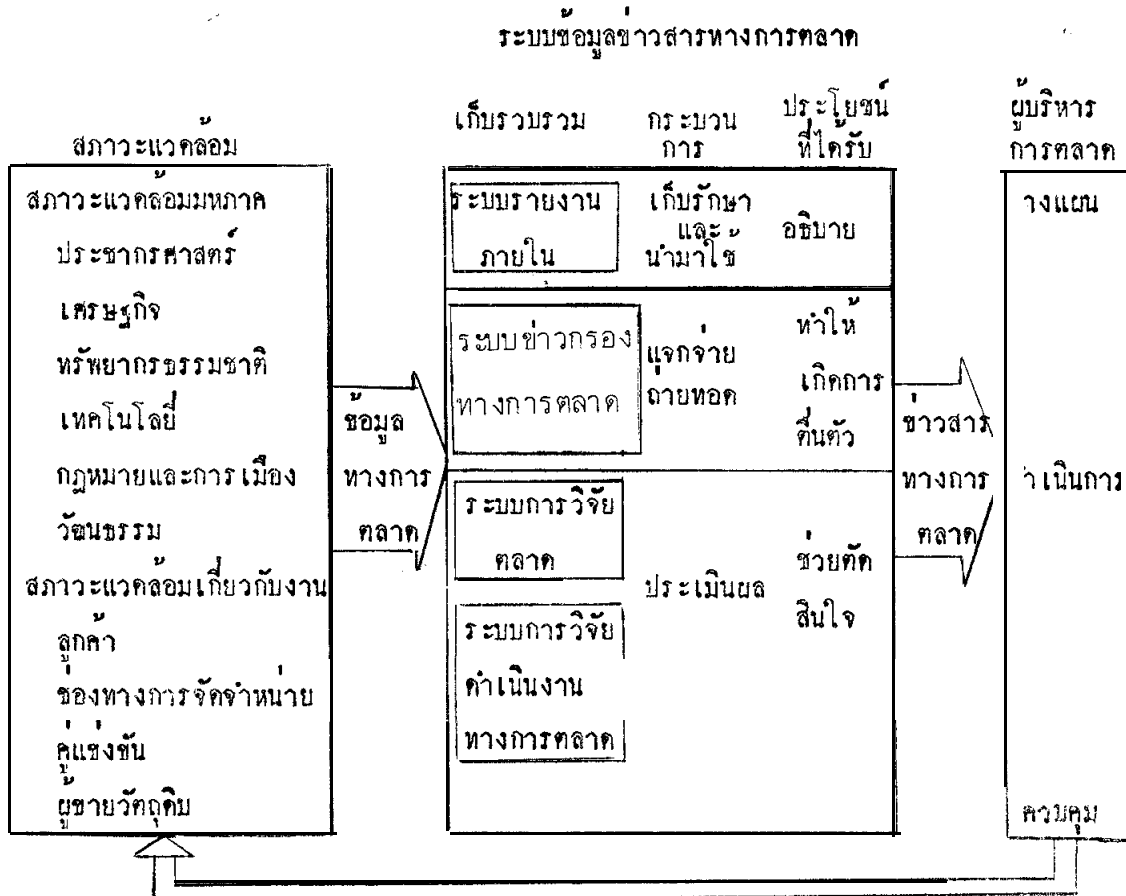 ระบบข้อมูลข่าวสารทางการตลาด
สภาวะแวดล้อม
สภาวะแวดล้อมมหภาค
ประชากรศาสตร์
เศรษฐกิจ
ทรัพยากรธรรมชาติ
เทคโนโลยี่
กฎหมายและการเมือง
วัฒนธรรม
สภาวะแวดล้อมเกี่ยวกับงาน
ลูกค้า
ช่องทางการจัดจำหน่าย
คู่แข่งขัน
ผู้ขายวัตถุดิบ
ข้อมูล
ทางการ
ตลาด
เก็บรวบรวม
กระบวน
การ
ประโยชน์
ที่ได้รับ
ระบบรายงาน
ภายใน
เก็บรักษา
และ
นำมาใช้
อธิบาย
ระบบข่าวกรอง
ทางการตลาด
แจกจ่าย
ถ่ายทอด
ทำให้
เกิดการ
ตื่นตัว
ระบบการวิจัย
ตลาด
ระบบการวิจัย
ดำเนินงาน
ทางการตลาด
ประเมินผล
ช่วยตัด
สินใจ
ข่าวสาร
ทางการ
ตลาด
ผู้บริหาร
การตลาด
างแผน
ำเนินการ
ควบคุม